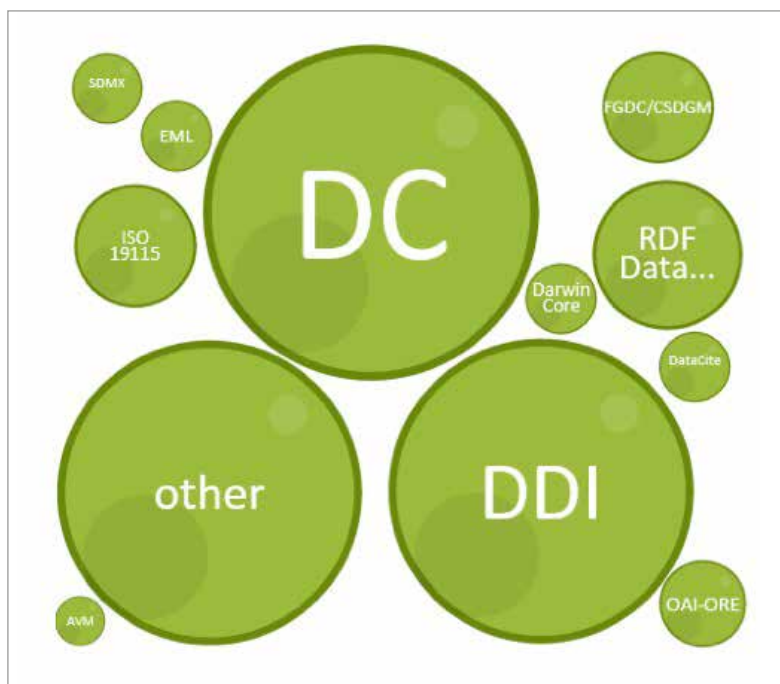 SDMX
EML
DC
FGDC/CSDGM
ISO
19115
RDF
Data...
Darwin
Core
DataCite
other
DDI
AVM
OAI-ORE